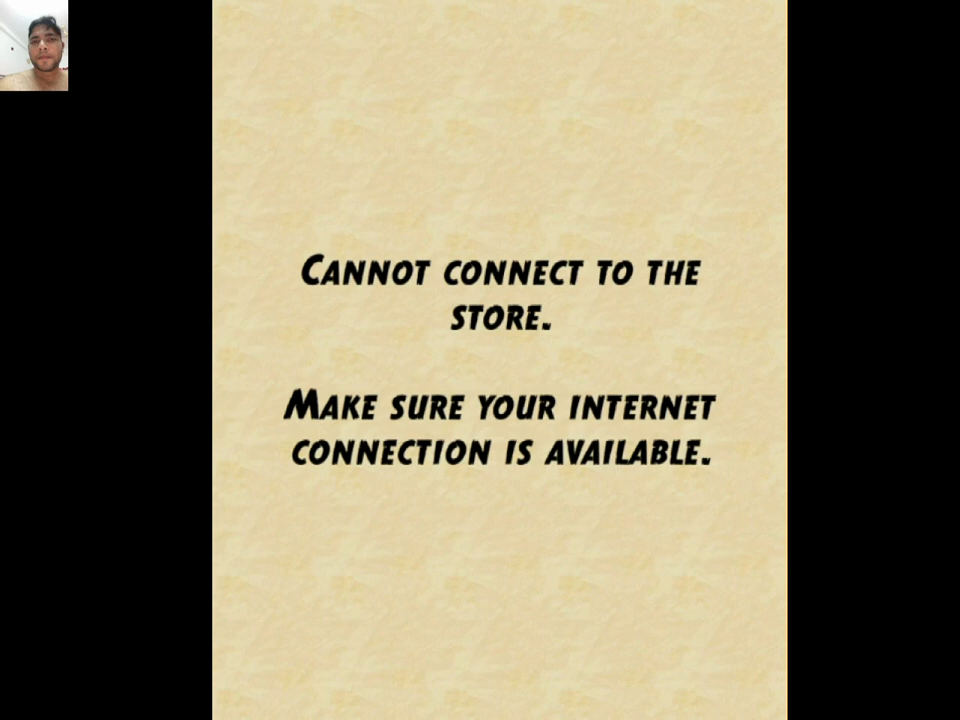 Cannot connect to the
store.
Make sure your internet
connection is available.